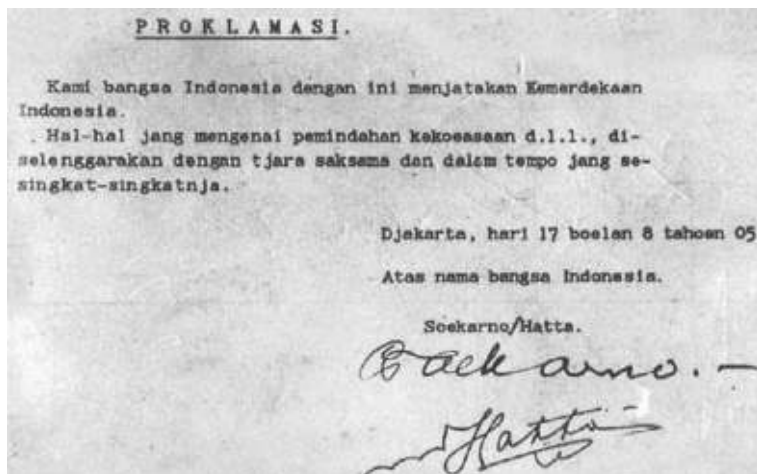 PROKLAMASI.
Kami bangsa Indonesia dengan ini menjatakan Kemerdekaan
Indonesia.
Hal-hal jang mengenai pemindahan kekoeasaan d.l.l., di-
selenggarakan dengan tjara saksama dan dalam tempo jang se-
singkat-singkatnja.
Djakarta, hari 17 boelan 8 tahoen 05
Atas nama bangsa Indonesia.
Soekarno/Hatta.
Soekarno.
Hatta